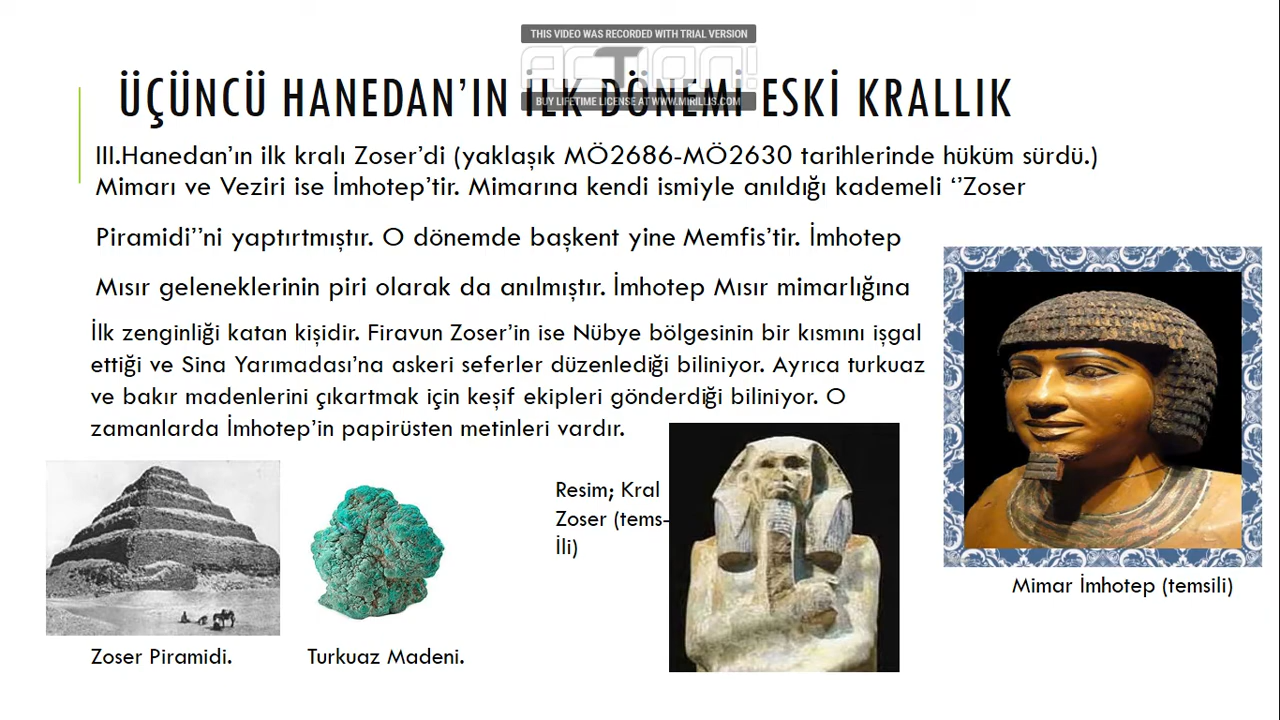 THIS VIDEO WAS RECORDED WITH TRIAL VERSION
ACTION!
BUY LIFETIME LICENSE AT WWW.MIRILLIS.COM
ÜÇÜNCÜ HANEDAN’IN İLK DÖNEMİ ESKİ KRALLIK
III.Hanedan’ın ilk kralı Zoser’di (yaklaşık MÖ2686-MÖ2630 tarihlerinde hüküm sürdü.)
Mimarı ve Veziri ise İmhotep’tir. Mimarına kendi ismiyle anıldığı kademeli ‘’Zoser
Piramidi’’ni yaptırtmıştır. O dönemde başkent yine Memfis’tir. İmhotep
Mısır geleneklerinin piri olarak da anılmıştır. İmhotep Mısır mimarlığına
İlk zenginliği katan kişidir. Firavun Zoser’in ise Nübye bölgesinin bir kısmını işgal
ettiği ve Sina Yarımadası’na askeri seferler düzenlediği biliniyor. Ayrıca turkuaz
ve bakır madenlerini çıkartmak için keşif ekipleri gönderdiği biliniyor. O
zamanlarda İmhotep’in papirüsten metinleri vardır.
Resim; Kral
Zoser (tems-
İli)
Mimar İmhotep (temsili)
Zoser Piramidi.
Turkuaz Madeni.